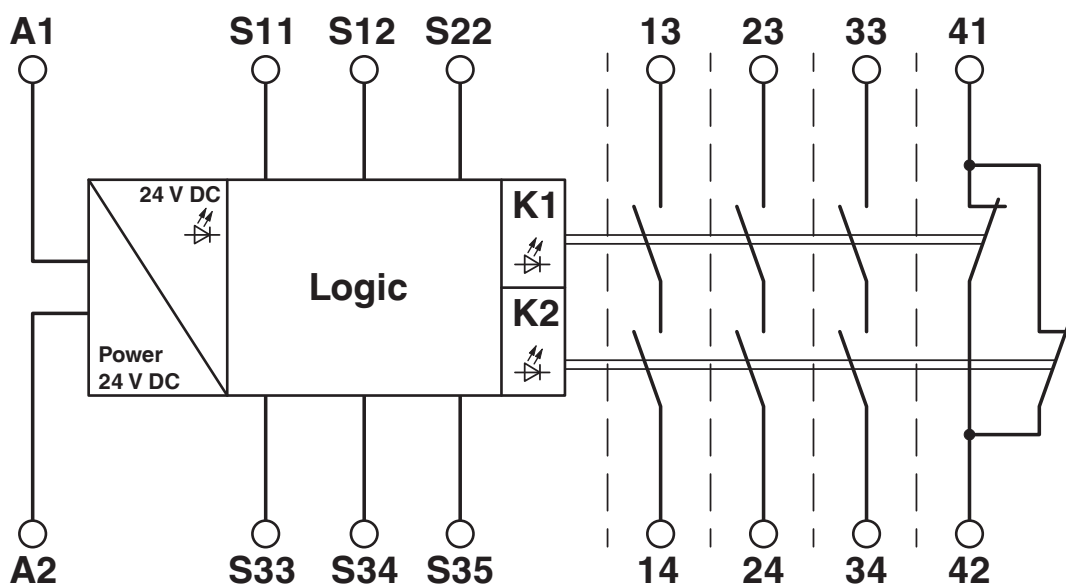 A1 S11 S12 S22 13 23 33 41
24 V DC
K1
Logic
K2
Power
24 V DC
A2 S33 S34 S35 14 24 34 42